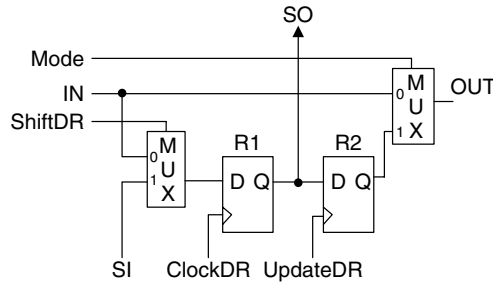 SO
Mode
IN
ShiftDR
0
1
M
U
X
OUT
0
1
M
U
X
R1
R2
D Q
D Q
SI
ClockDR
UpdateDR